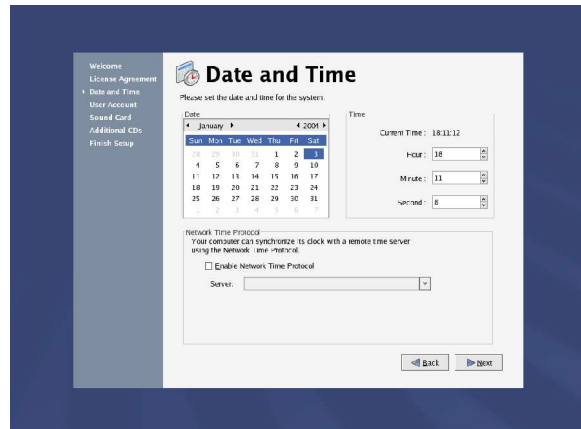 Welcome
License Agreement
Date and Time
User Account
Sound Card
Additional CDs
Finish Setup
Date and Time
Please set the date and time for the system.
Date
January 2004
Sun Mon Tue Wed Thu Fri Sat
28 29 30 31 1 2 3
4 5 6 7 8 9 10
11 12 13 14 15 16 17
18 19 20 21 22 23 24
25 26 27 28 29 30 31
1 2 3 4 5 6 7
Time
Current Time : 18:11:12
Hour : 18
Minute : 11
Second : 8
Network Time Protocol
Your computer can synchronize its clock with a remote time server
using the Network Time Protocol.
Enable Network Time Protocol
Server:
Back
Next